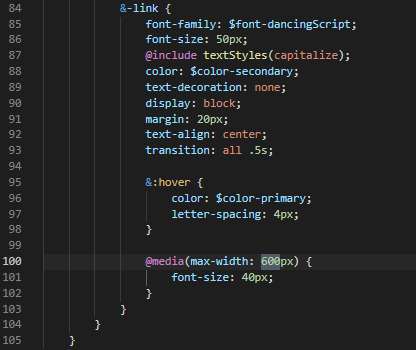 84 &-link {
85 font-family: $font-dancingScript;
86 font-size: 50px;
87 @include textStyles(capitalize);
88 color: $color-secondary;
89 text-decoration: none;
90 display: block;
91 margin: 20px;
92 text-align: center;
93 transition: all .5s;
94
95 &:hover {
96 color: $color-primary;
97 letter-spacing: 4px;
98 }
99
100 @media(max-width: 600px) {
101 font-size: 40px;
102 }
103 }
104 }
105 }